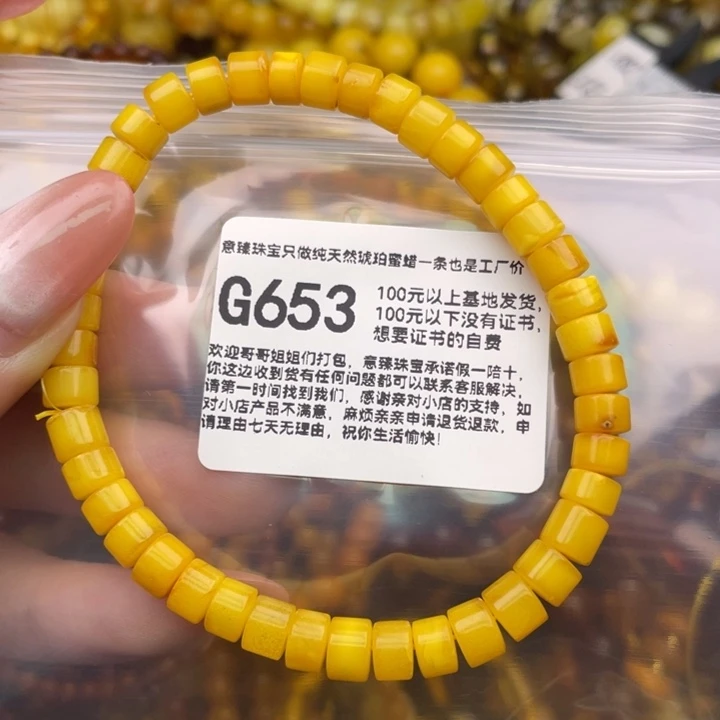 意臻珠宝只做纯天然琥珀蜜蜡一条也是工厂价
G653
100元以上基地发货,
100元以下没有证书,
想要证书的自费
欢迎哥哥姐姐们打包，意臻珠宝承诺假一陪十,
你这边收到货有任何问题都可以联系客服解决,
请第一时间找到我们，感谢亲对小店的支持，如
对小店产品不满意，麻烦亲亲申请退货退款，申
请理由七天无理由，祝你生活愉快!